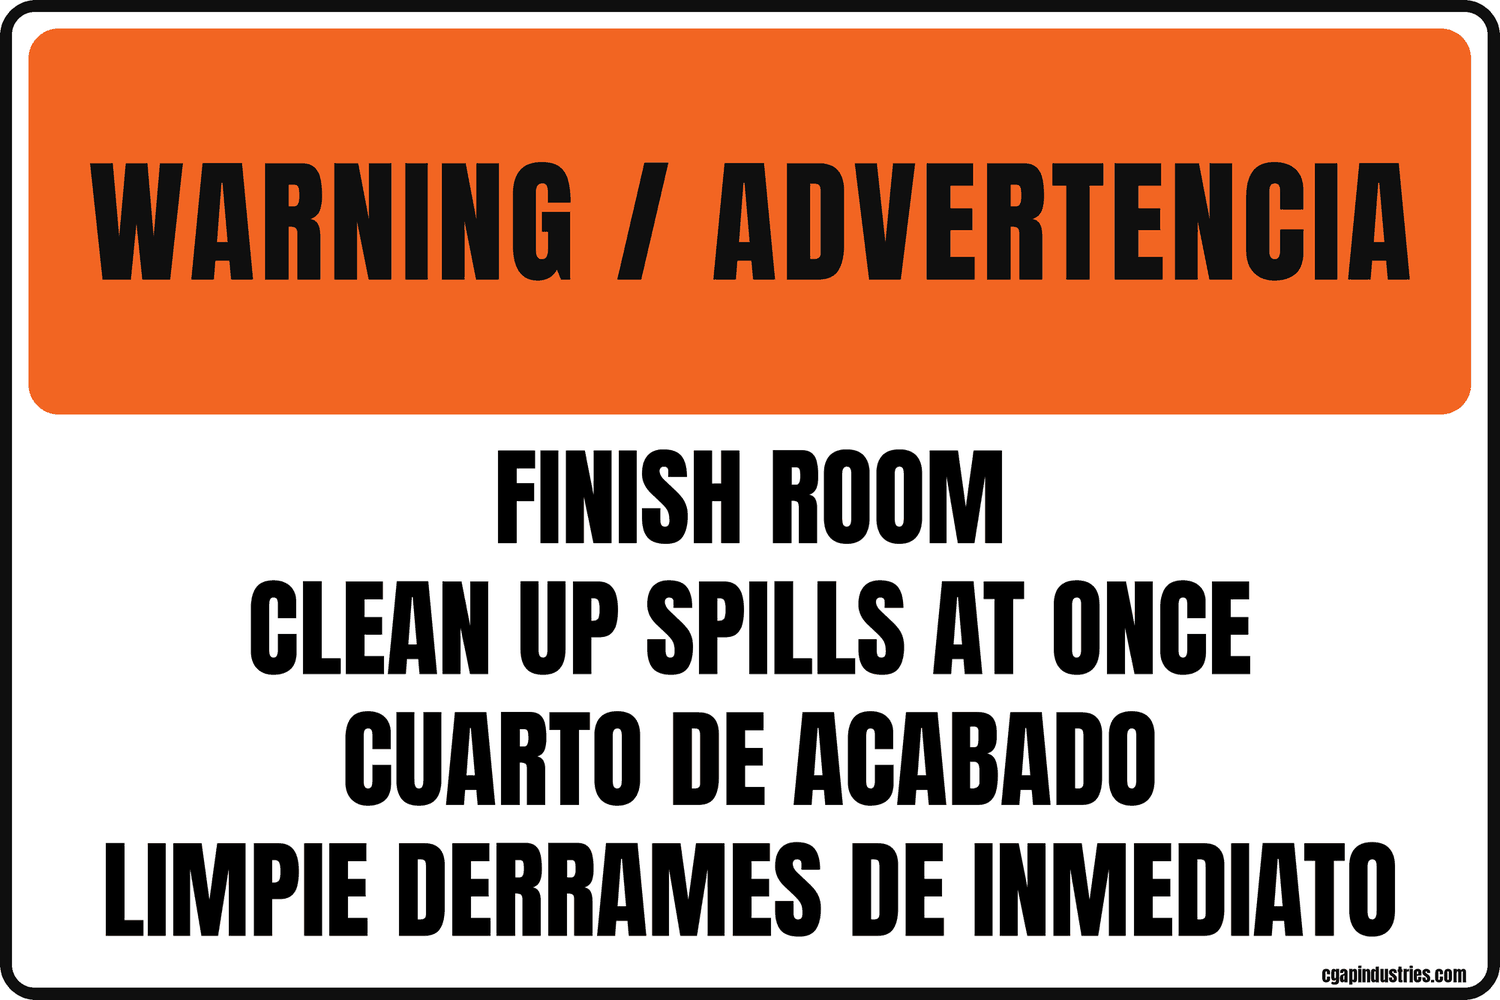 WARNING / ADVERTENCIA
FINISH ROOM
CLEAN UP SPILLS AT ONCE
CUARTO DE ACABADO
LIMPIE DERRAMES DE INMEDIATO
cgapindustries.com